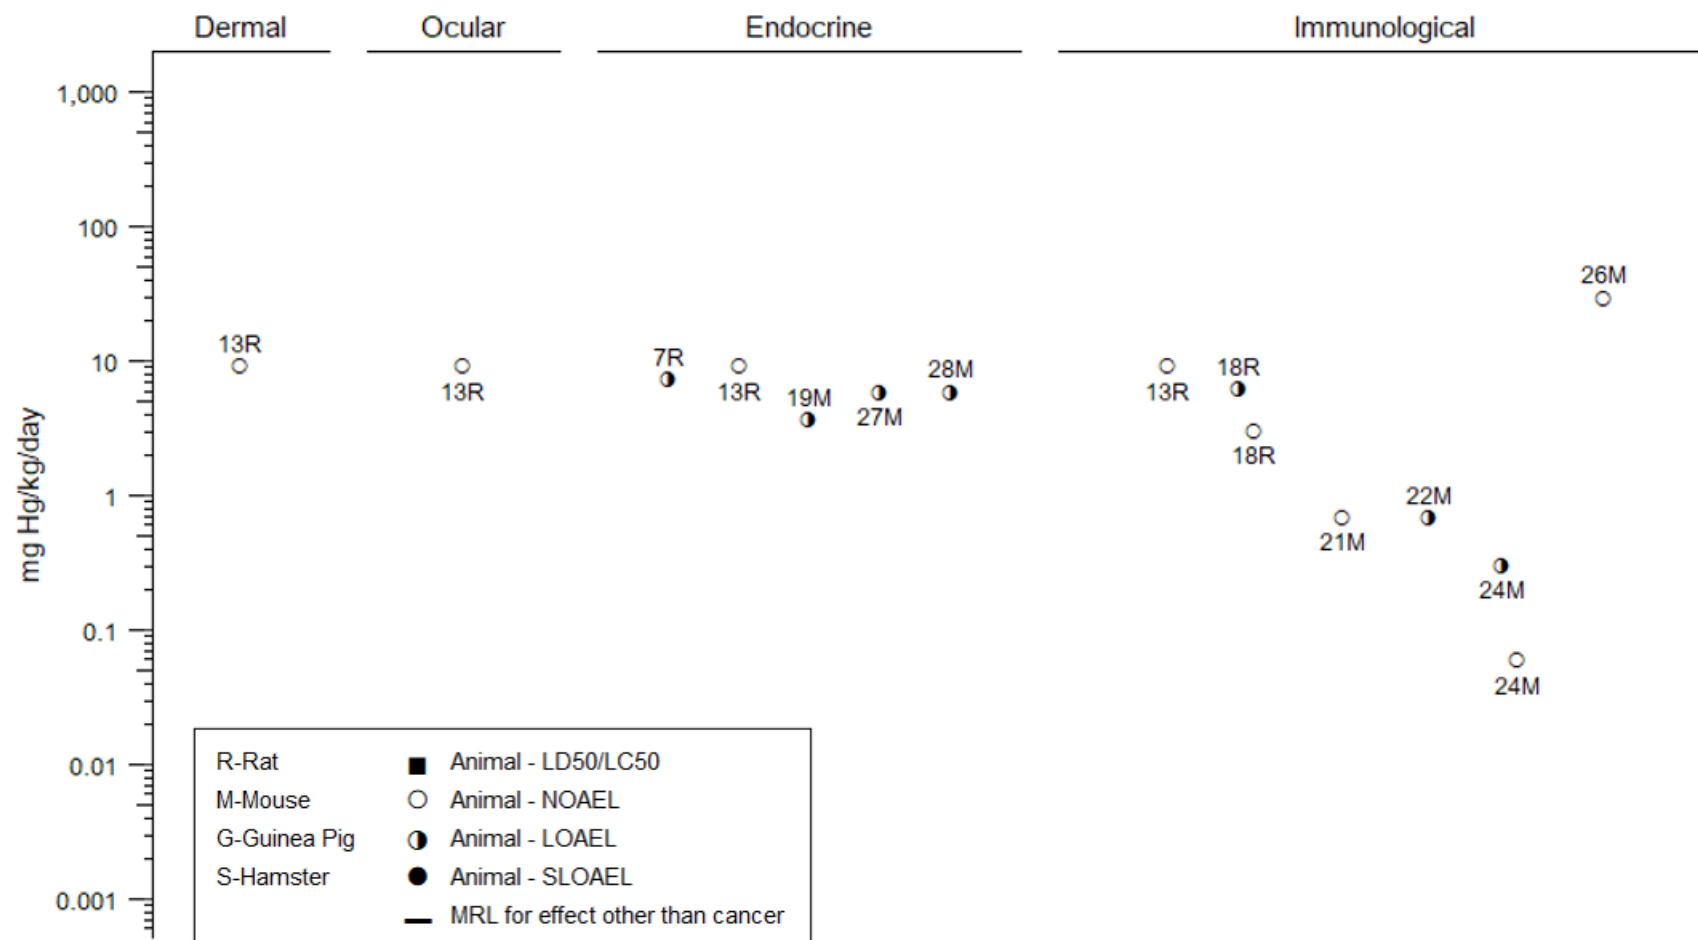 Dermal Ocular Endocrine Immunological
1,000
100
26M
13R
10
7R
28M
18R
13R
13R
19M
13R
27M
18R
mg Hg/kg/day
1
22M
21M
24M
0.1
24M
0.01
0.001
R-Rat Animal - LD50/LC50
M-Mouse Animal - NOAEL
G-Guinea Pig Animal - LOAEL
S-Hamster Animal - SLOAEL
MRL for effect other than cancer